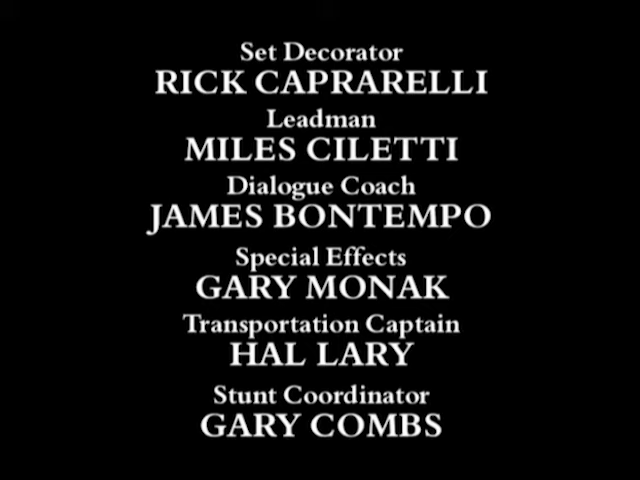 Set Decorator
RICK CAPRARELLI
Leadman
MILES CILETTI
Dialogue Coach
JAMES BONTEMPO
Special Effects
GARY MONAK
Transportation Captain
HAL LARY
Stunt Coordinator
GARY COMBS